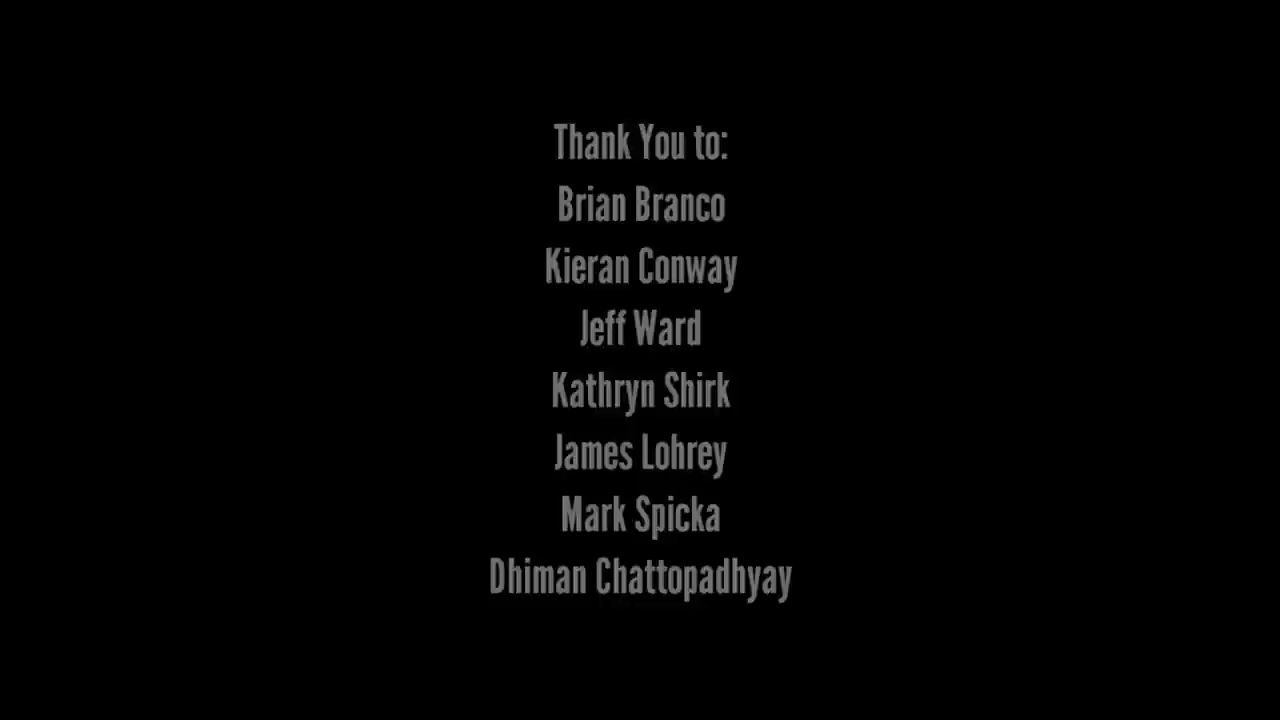 Thank You to:
Brian Branco
Kieran Conway
Jeff Ward
Kathryn Shirk
James Lohrey
Mark Spicka
Dhiman Chattopadhyay